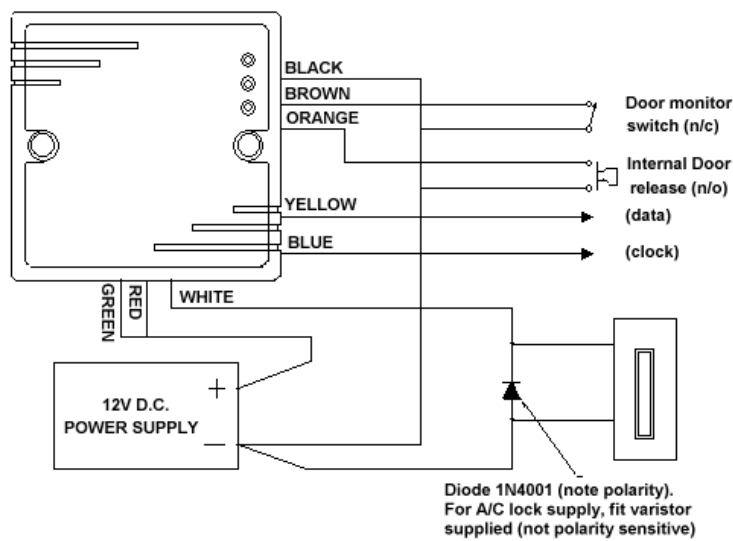 BLACK
BROWN
ORANGE
Door monitor
switch (n/c)
Internal Door
release (n/o)
YELLOW
(data)
BLUE
(clock)
GREEN
RED
WHITE
+
12V D.C.
POWER SUPPLY
—
Diode 1N4001 (note polarity).
For A/C lock supply, fit varistor
supplied (not polarity sensitive)